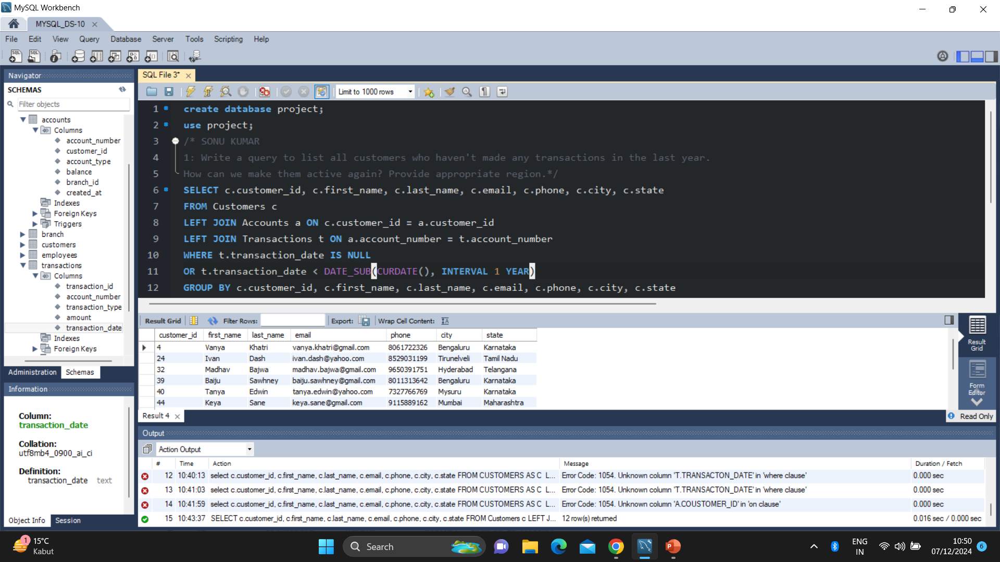 MySQL Workbench
MYSQL_DS-10
File Edit View Query Database Server Tools Scripting Help
Navigator
SCHEMAS
Filter objects
accounts
Columns
account_number
customer_id
account_type
balance
branch_id
created_at
Indexes
Foreign Keys
Triggers
branch
customers
employees
transactions
Columns
transaction_id
account_number
transaction_type
amount
transaction_date
Indexes
Foreign Keys
Administration Schemas
Information
Column:
transaction_date
Collation:
utf8mb4_0900_ai_ci
Definition:
transaction_date text
Object Info Session
SQL File 3*
Limit to 1000 rows
1 create database project;
2 use project;
3 /* SONU KUMAR
4 1: Write a query to list all customers who haven't made any transactions in the last year.
5 How can we make them active again? Provide appropriate region.*/
6 SELECT c.customer_id, c.first_name, c.last_name, c.email, c.phone, c.city, c.state
7 FROM Customers c
8 LEFT JOIN Accounts a ON c.customer_id = a.customer_id
9 LEFT JOIN Transactions t ON a.account_number = t.account_number
10 WHERE t.transaction_date IS NULL
11 OR t.transaction_date < DATE_SUB(CURDATE(), INTERVAL 1 YEAR)
12 GROUP BY c.customer_id, c.first_name, c.last_name, c.email, c.phone, c.city, c.state
Result Grid Filter Rows: Export: Wrap Cell Content:
customer_id first_name last_name email phone city state
4 Vanya Khatri vanya.khatri@gmail.com 8061722326 Bengaluru Karnataka
24 Ivan Dash ivan.dash@yahoo.com 8529031199 Tirunelveli Tamil Nadu
32 Madhav Bajwa madhav.bajwa@gmail.com 9650391751 Hyderabad Telangana
39 Baiju Sawhney baiju.sawhney@gmail.com 8011313642 Bengaluru Karnataka
40 Tanya Edwin tanya.edwin@yahoo.com 7327766769 Mysuru Karnataka
44 Keya Sane keya.sane@gmail.com 9115889162 Mumbai Maharashtra
Result
Grid
Form
Editor
Result 4
Read Only
Output
Action Output
# Time Action Message Duration / Fetch
12 10:40:13 select c.customer_id, c.first_name, c.last_name, c.email, c.phone, c.city, c.state FROM CUSTOMERS AS C L... Error Code: 1054. Unknown column 'T.TRANSACTON_DATE' in 'where clause' 0.000 sec
13 10:41:03 select c.customer_id, c.first_name, c.last_name, c.email, c.phone, c.city, c.state FROM CUSTOMERS AS C L... Error Code: 1054. Unknown column 'T.TRANSACTON_DATE' in 'where clause' 0.000 sec
14 10:41:59 select c.customer_id, c.first_name, c.last_name, c.email, c.phone, c.city, c.state FROM CUSTOMERS AS C L... Error Code: 1054. Unknown column 'A.COUSTOMER_ID' in 'on clause' 0.000 sec
15 10:43:37 SELECT c.customer_id, c.first_name, c.last_name, c.email, c.phone, c.city, c.state FROM Customers c LEFT J... 12 row(s) returned 0.016 sec / 0.000 sec
1 15°C
Kabut
Search
ENG
IN
10:50
07/12/2024
6